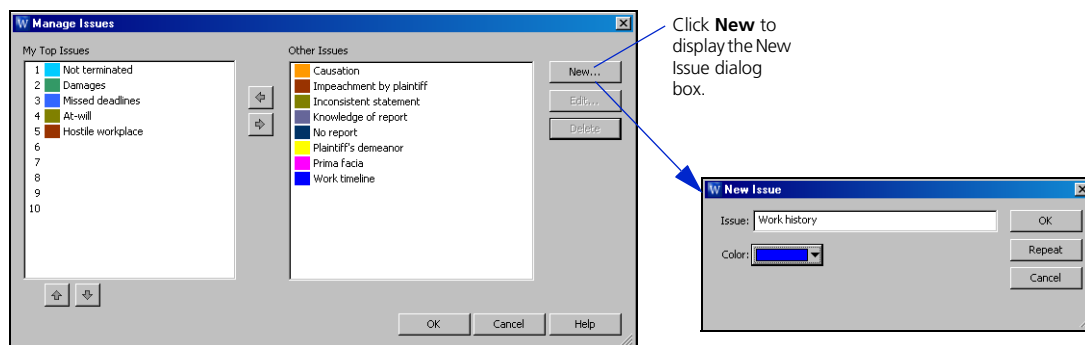 Manage Issues
My Top Issues
1 Not terminated
2 Damages
3 Missed deadlines
4 At-will
5 Hostile workplace
6
7
8
9
10
Other Issues
Causation
Impeachment by plaintiff
Inconsistent statement
Knowledge of report
No report
Plaintiff's demeanor
Prima facia
Work timeline
New...
Edit...
Delete
OK Cancel Help
Click New to
display the New
Issue dialog
box.
New Issue
Issue: Work history
Color:
OK
Repeat
Cancel